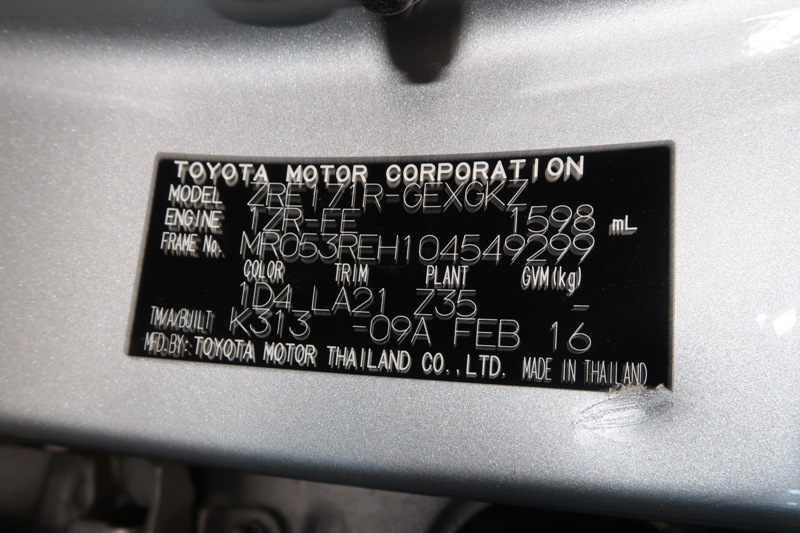 TOYOTA MOTOR CORPORATION
MODEL ZRE171R-GEXGKZ
ENGINE 1ZR-FE 1598 mL
FRAME No. MR053REH104549299
COLOR TRIM PLANT GVM(kg)
1D4 LA21 Z35 -
TM/A/BUILT K313 -09A FEB 16
MFD.BY: TOYOTA MOTOR THAILAND CO.,LTD. MADE IN THAILAND